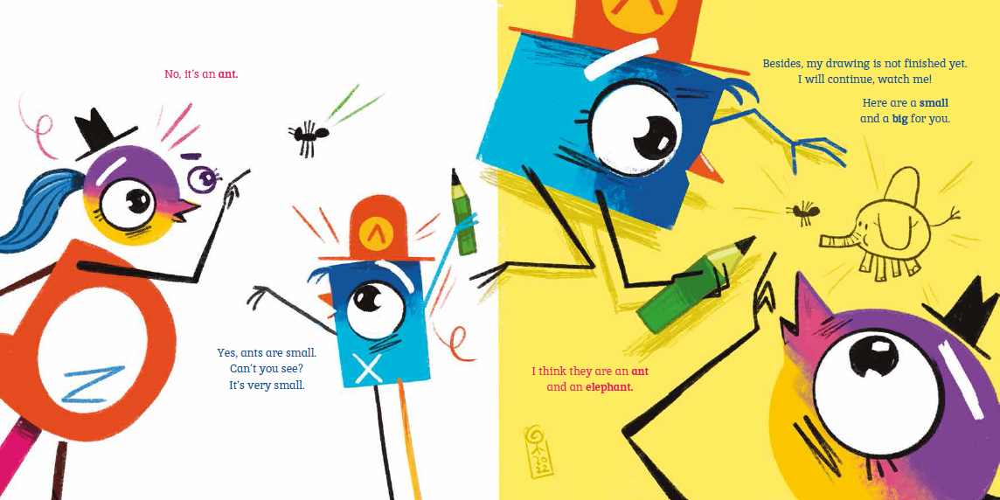 No, it's an ant.
Yes, ants are small.
Can't you see?
It's very small.
Besides, my drawing is not finished yet.
I will continue, watch me!
Here are a small
and a big for you.
I think they are an ant
and an elephant.
2022